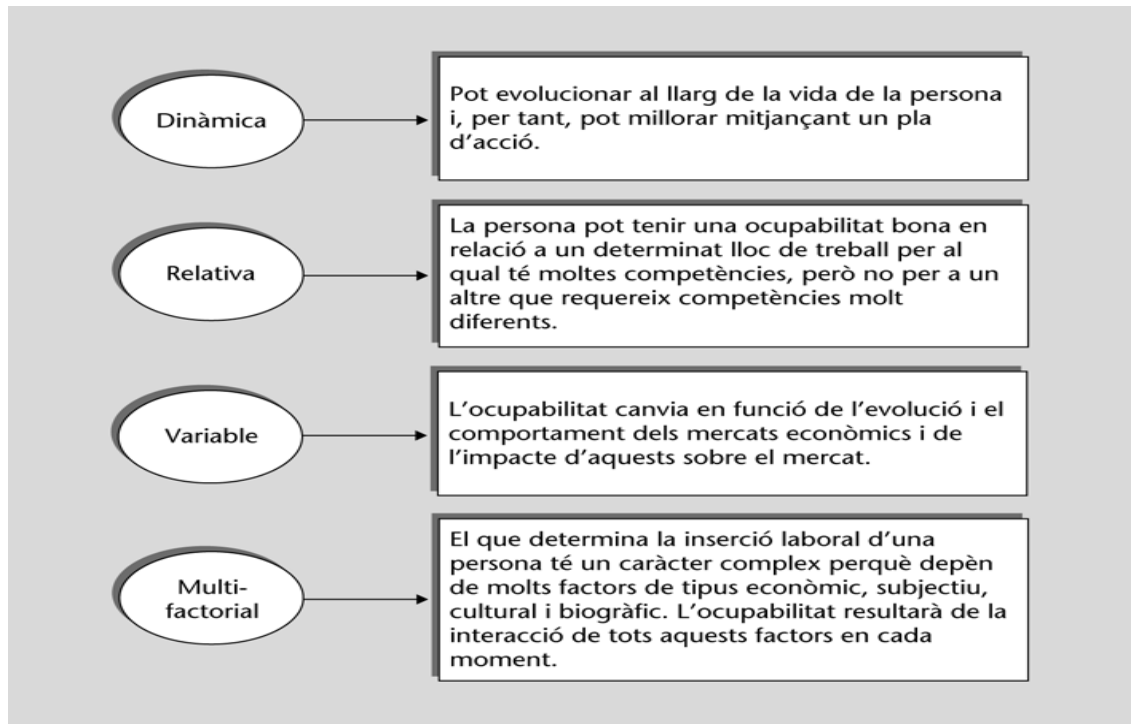 Dinàmica
Pot evolucionar al llarg de la vida de la persona
i, per tant, pot millorar mitjançant un pla
d’acció.
Relativa
La persona pot tenir una ocupabilitat bona en
relació a un determinat lloc de treball per al
qual té moltes competències, però no per a un
altre que requereix competències molt
diferents.
Variable
L’ocupabilitat canvia en funció de l’evolució i el
comportament dels mercats econòmics i de
l’impacte d’aquests sobre el mercat.
Multi-
factorial
El que determina la inserció laboral d’una
persona té un caràcter complex perquè depèn
de molts factors de tipus econòmic, subjectiu,
cultural i biogràfic. L’ocupabilitat resultarà de la
interacció de tots aquests factors en cada
moment.